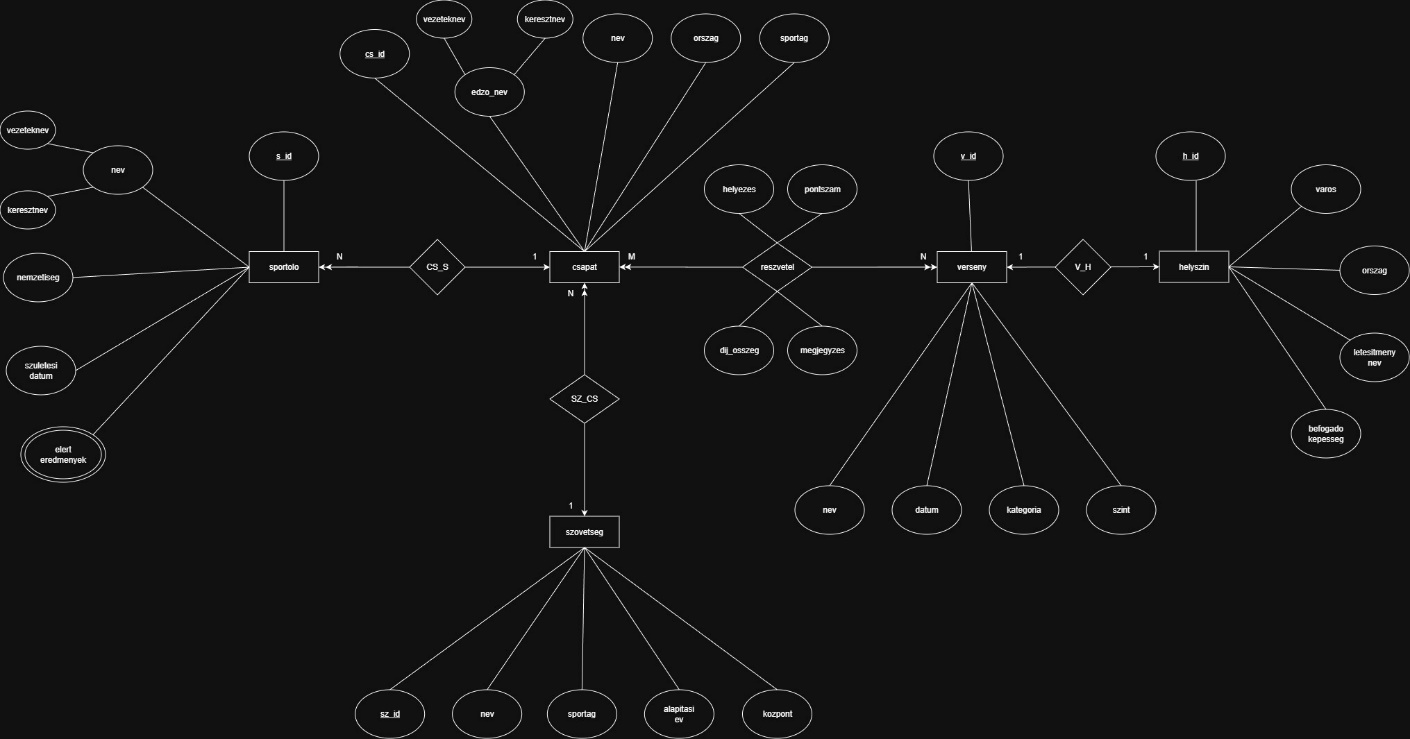 vezeteknev
keresztnev
cs_id
nev
orszag
sportag
edzo_nev
vezeteknev
nev
keresztnev
s_id
v_id
h_id
helyezes
pontszam
varos
nemzetiseg
sportolo
N
CS_S
1
csapat
M
reszvetel
N
verseny
1
V_H
1
helyszin
orszag
N
szuletesi
datum
dij_osszeg
megjegyzes
letesitmeny
nev
SZ_CS
befogado
kepesseg
elert
eredmenyek
1
nev
datum
kategoria
szint
szovetseg
sz_id
nev
sportag
alapitasi
ev
kozpont